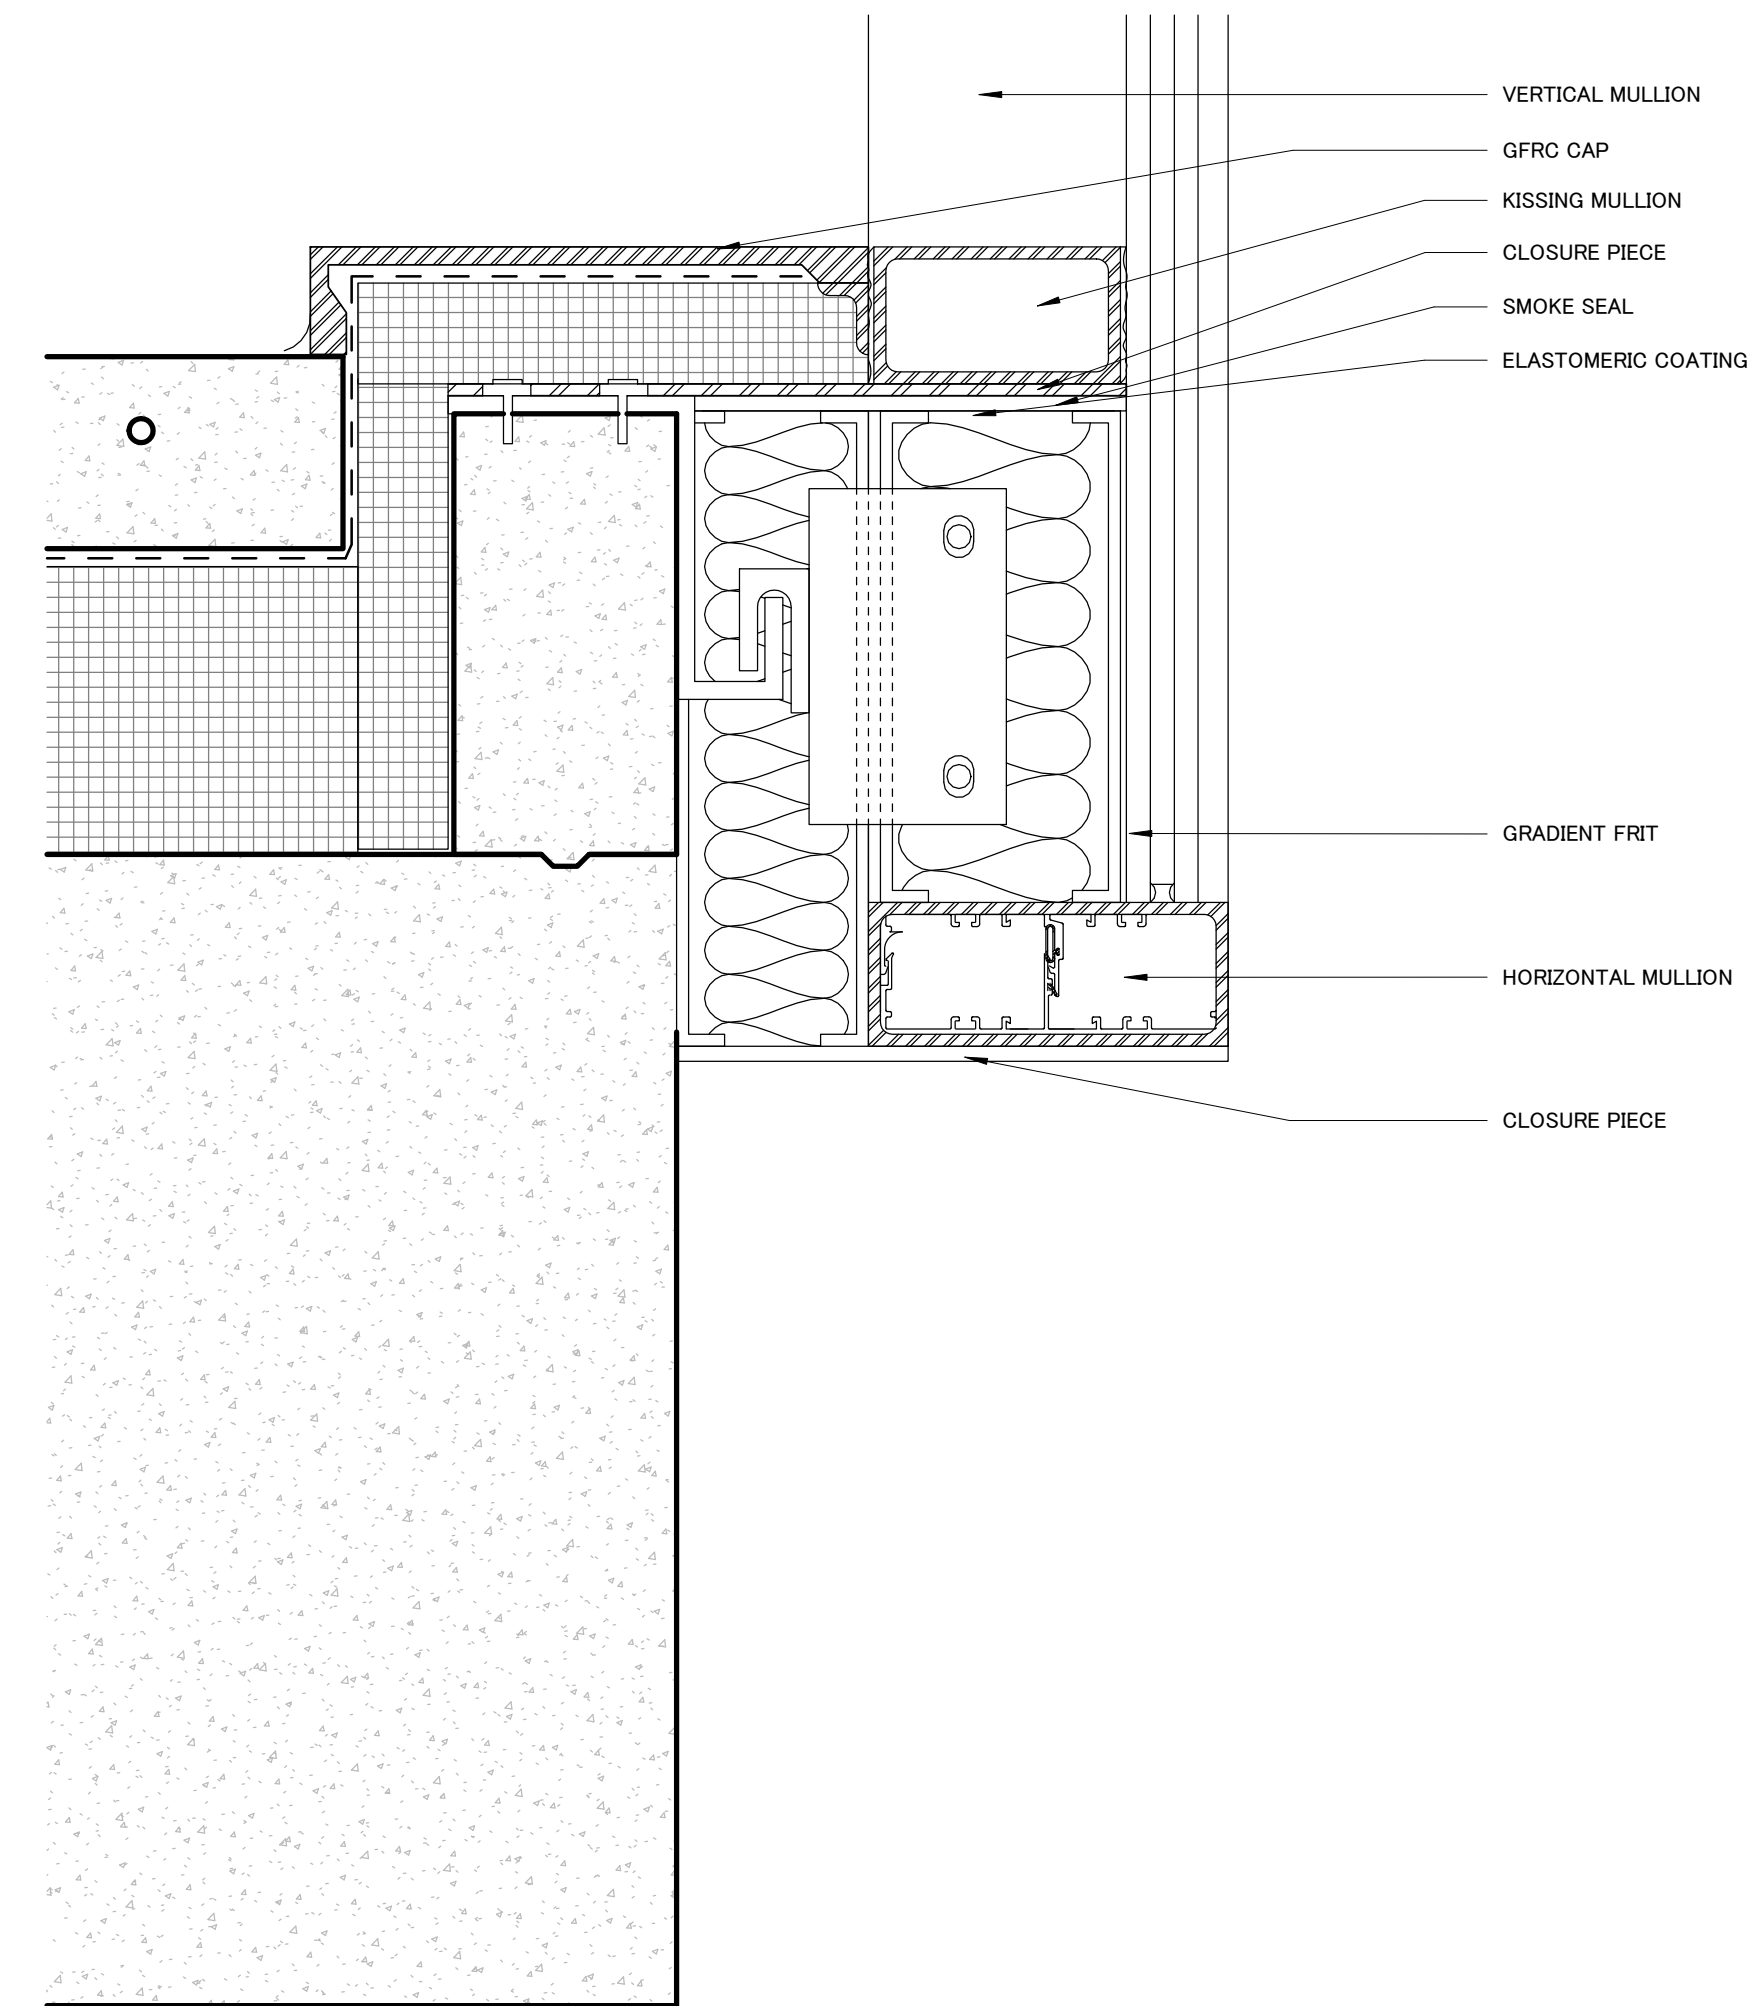 VERTICAL MULLION
GFRC CAP
KISSING MULLION
CLOSURE PIECE
SMOKE SEAL
ELASTOMERIC COATING
GRADIENT FRIT
HORIZONTAL MULLION
CLOSURE PIECE